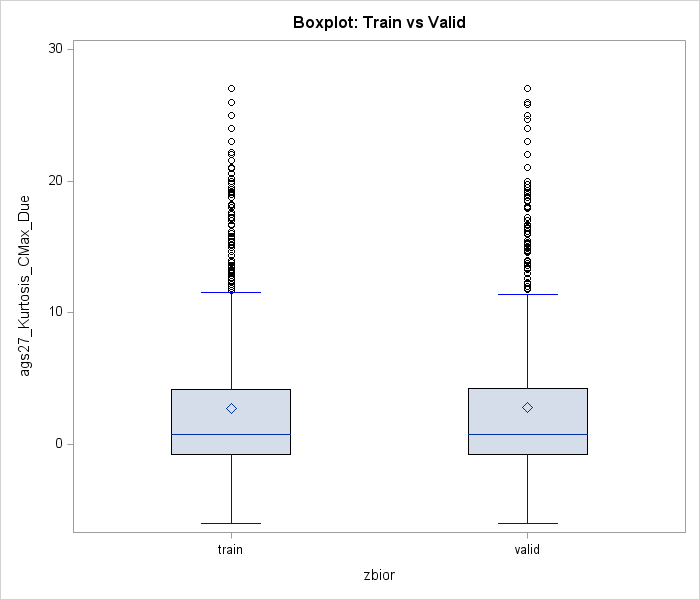 Boxplot: Train vs Valid
30
20
10
0
ags27_Kurtosis_CMax_Due
train
valid
zbior